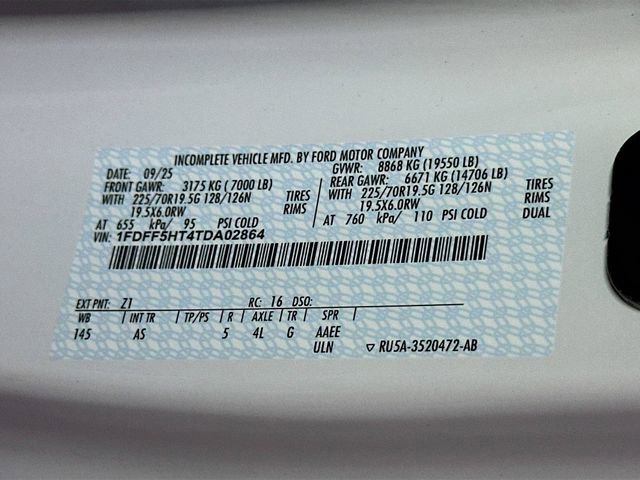 INCOMPLETE VEHICLE MFD. BY FORD MOTOR COMPANY
DATE: 09/25 GVWR: 8868 KG (19550 LB)
FRONT GAWR: 3175 KG (7000 LB) REAR GAWR: 6671 KG (14706 LB)
WITH 225/70R19.5G 128/126N TIRES WITH 225/70R19.5G 128/126N TIRES
19.5X6.0RW RIMS 19.5X6.0RW RIMS
AT 655 kPa/ 95 PSI COLD AT 760 kPa/ 110 PSI COLD DUAL
VIN: 1FDFF5HT4TDA02864
EXT PNT: Z1 RC: 16 DSO:
WB | INT TR | TP/PS | R | AXLE | TR | SPR
145 AS 5 4L G AAEE
ULN ▽ RU5A-3520472-AB